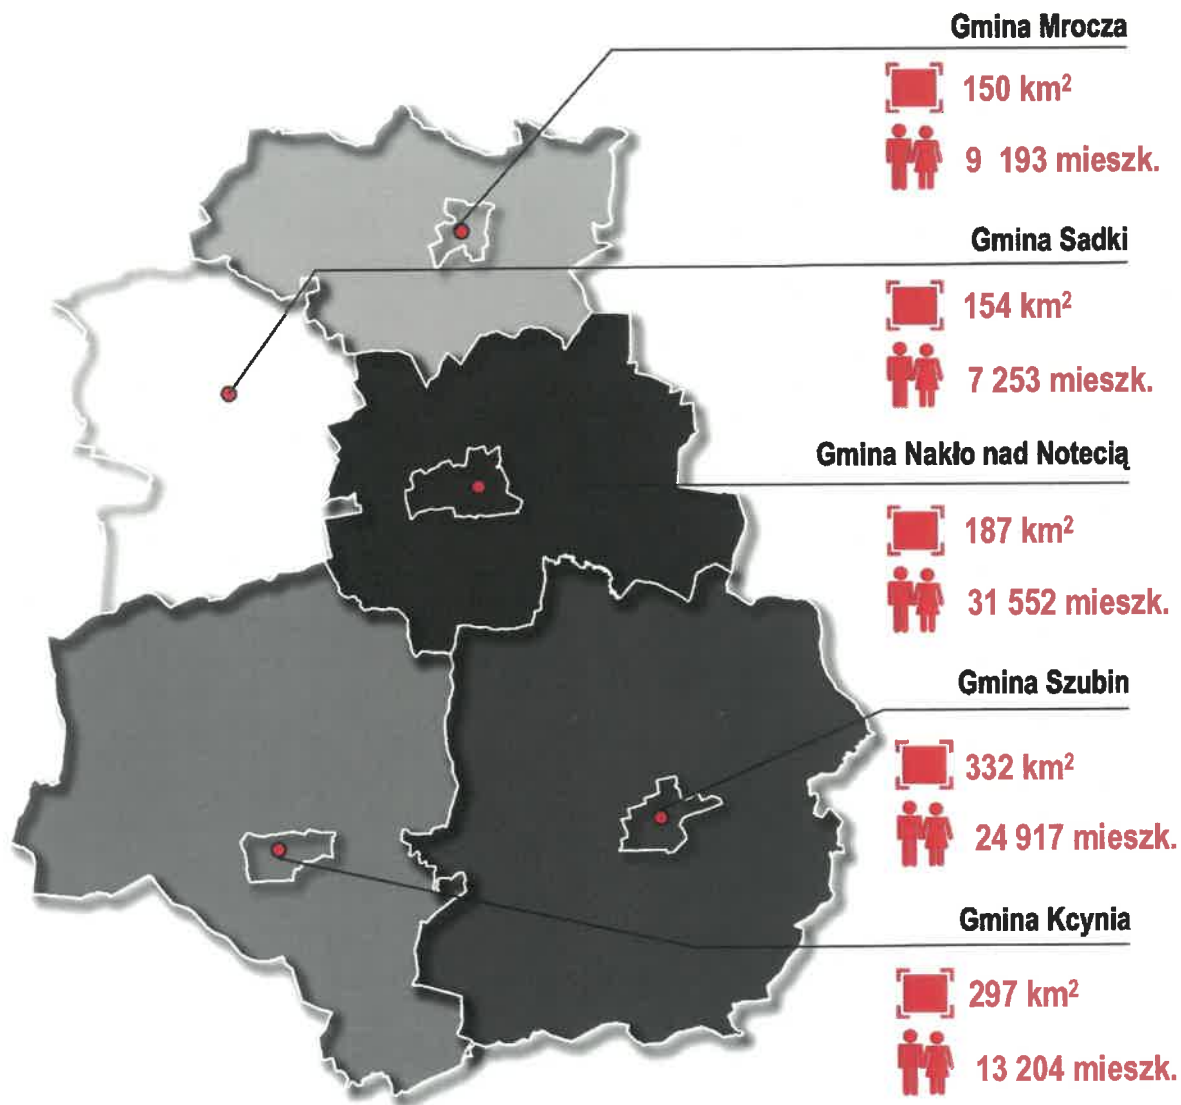 Gmina Mrocza
150 km²
9 193 mieszk.
Gmina Sadki
154 km²
7 253 mieszk.
Gmina Nakło nad Notecią
187 km²
31 552 mieszk.
Gmina Szubin
332 km²
24 917 mieszk.
Gmina Kcynia
297 km²
13 204 mieszk.